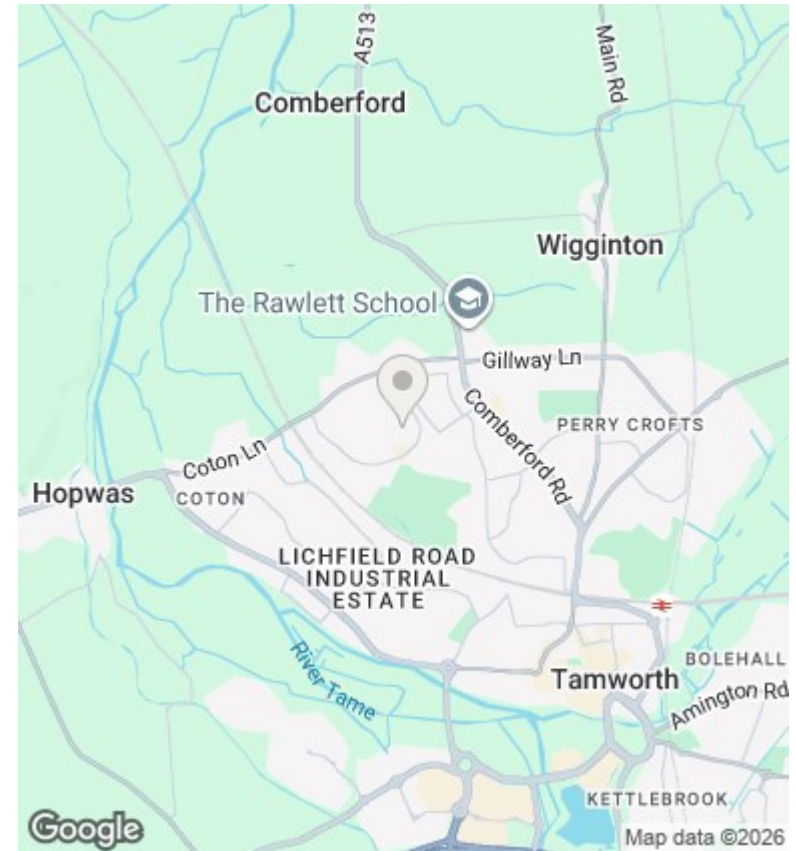 A513
Main Rd
Comberford
Wigginton
The Rawlett School
Gillway Ln
Comberford Rd
PERRY CROFTS
Coton Ln
Hopwas
COTON
LICHFIELD ROAD
INDUSTRIAL
ESTATE
River Tame
BOLEHALL
Tamworth
Amington Rd
KETTLEBROOK
Google
Map data ©2026